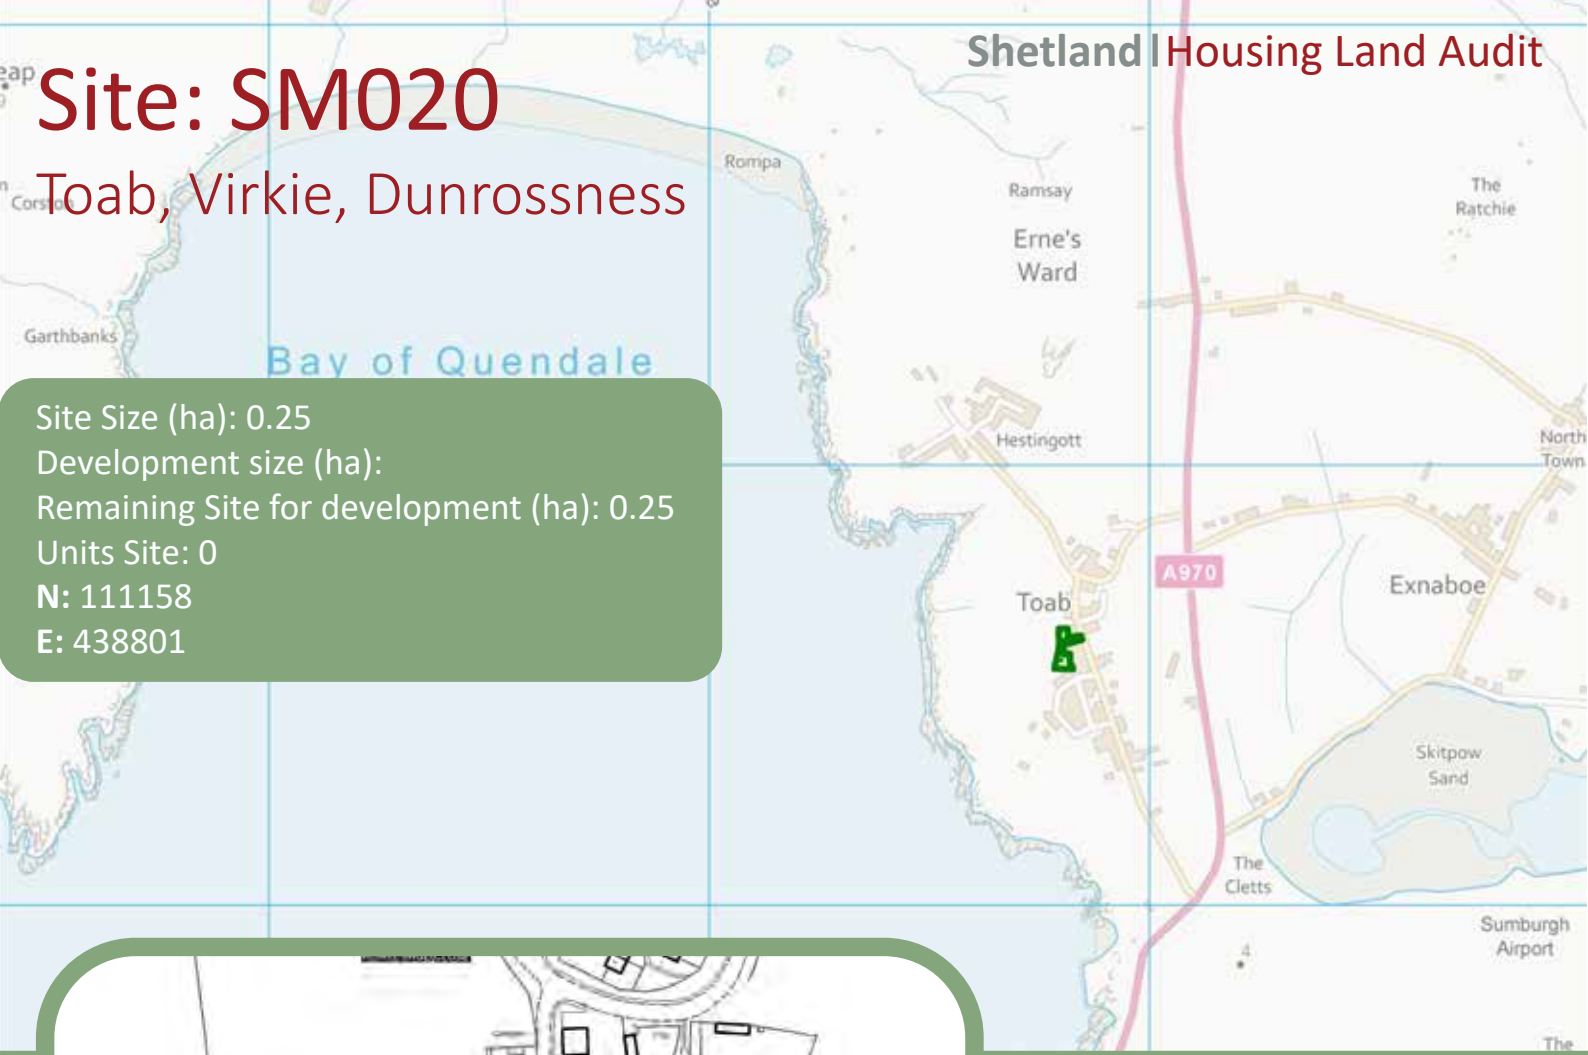 Shetland|Housing Land Audit
Site: SM020
Toab, Virkie, Dunrossness
Rompa
Ramsay
The
Ratchie
Erne's
Ward
Garthbanks
Bay of Quendale
Site Size (ha): 0.25
Development size (ha):
Remaining Site for development (ha): 0.25
Units Site: 0
N: 111158
E: 438801
Hestingott
North
Town
A970
Exnaboe
Toab
Skitpow
Sand
The
Cletts
Sumburgh
Airport
4
The